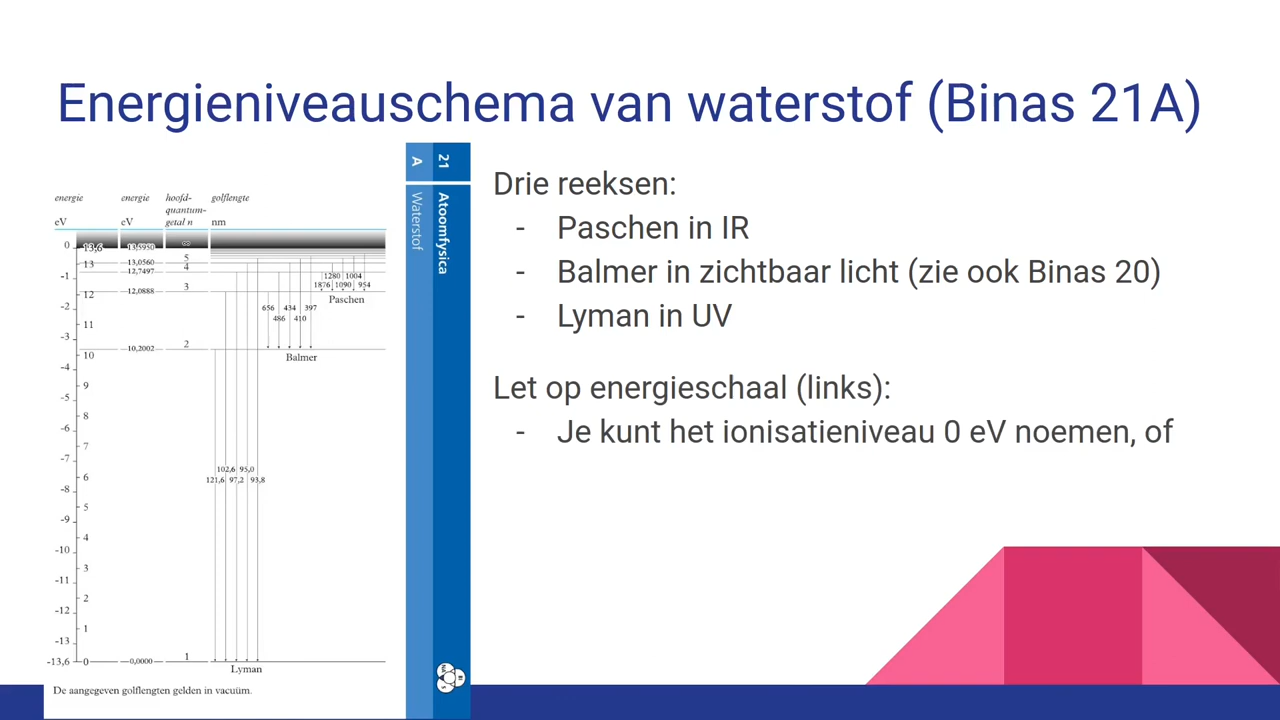 Energieniveauschema van waterstof (Binas 21A)
energie energie hoofd- golflengte
quantum-
eV eV getal n nm
0 13,6 13,5950 ∞
5
13 13,0560 4
-1 12,7497
1280 1004
1876 1090 954
12 12,0888 3
Paschen
-2
656 434 397
486 410
11
-3
10,2002 2
10
Balmer
-4
9
-5
8
-6
7
-7
102,6 95,0
6
121,6 97,2 93,8
-8
5
-9
4
-10
3
-11
2
-12
1
-13
-13,6 0 0,0000 1
Lyman
De aangegeven golflengten gelden in vacuüm.
21
A
Atoomfysica
Waterstof
Drie reeksen:
- Paschen in IR
- Balmer in zichtbaar licht (zie ook Binas 20)
- Lyman in UV
Let op energieschaal (links):
- Je kunt het ionisatieniveau 0 eV noemen, of